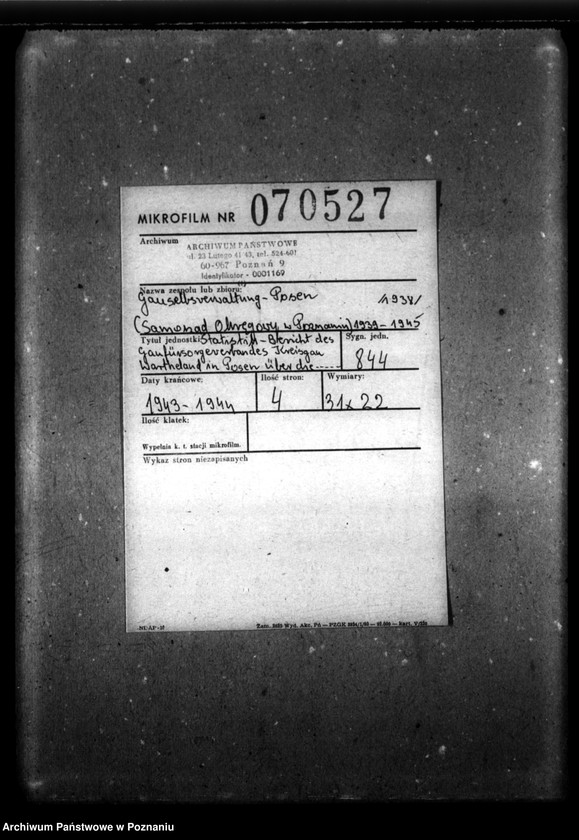 MIKROFILM NR 070527
Archiwum
ARCHIWUM PAŃSTWOWE
ul. 23 Lutego 41/43, tel. 524-601
60-967 Poznań 9
Identyfikator - 0001169
Nazwa zespołu lub zbioru:
Gauselbsverwaltung - Posen /1938/
(Samorząd Okręgowy w Poznaniu) 1939-1945
Tytuł jednostki: Statistik - Bericht des
Gaufürsorgeverbandes Kreisgau
Wartheland in Posen über die -----
Sygn. jedn.
844
Daty krańcowe:
1943-1944
Ilość stron:
4
Wymiary:
31x22
Ilość klatek:
Wypełnia k. t. stacji mikrofilm.
Wykaz stron niezapisanych
Archiwum Państwowe w Poznaniu